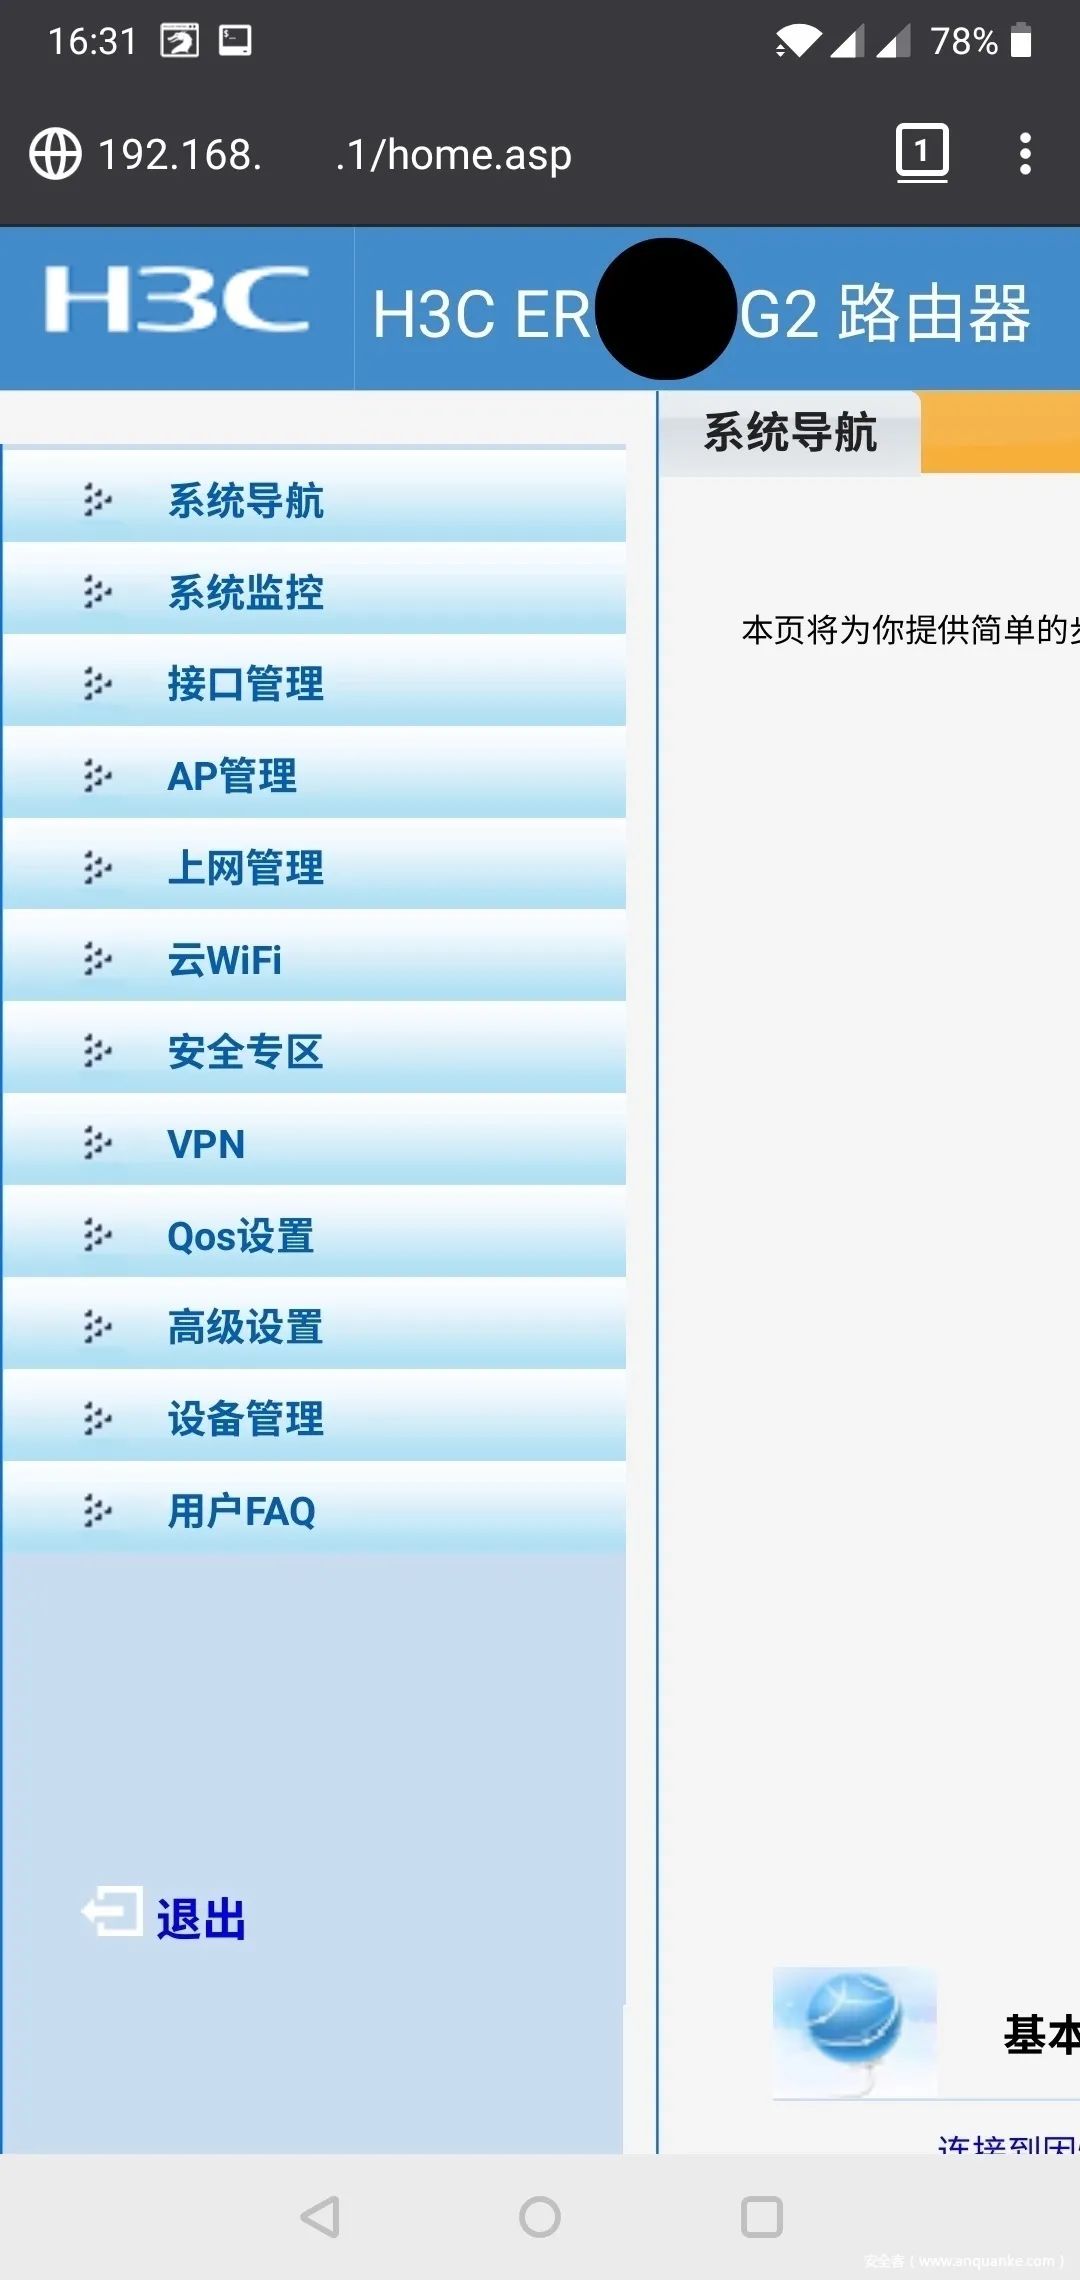 16:31
78%
192.168. .1/home.asp
1
H3C
H3C ER G2 路由器
系统导航
系统导航
系统监控
接口管理
AP管理
上网管理
云WiFi
安全专区
VPN
Qos设置
高级设置
设备管理
用户FAQ
退出
本页将为你提供简单的
基本
连接到因
安全客（www.anquanke.com）